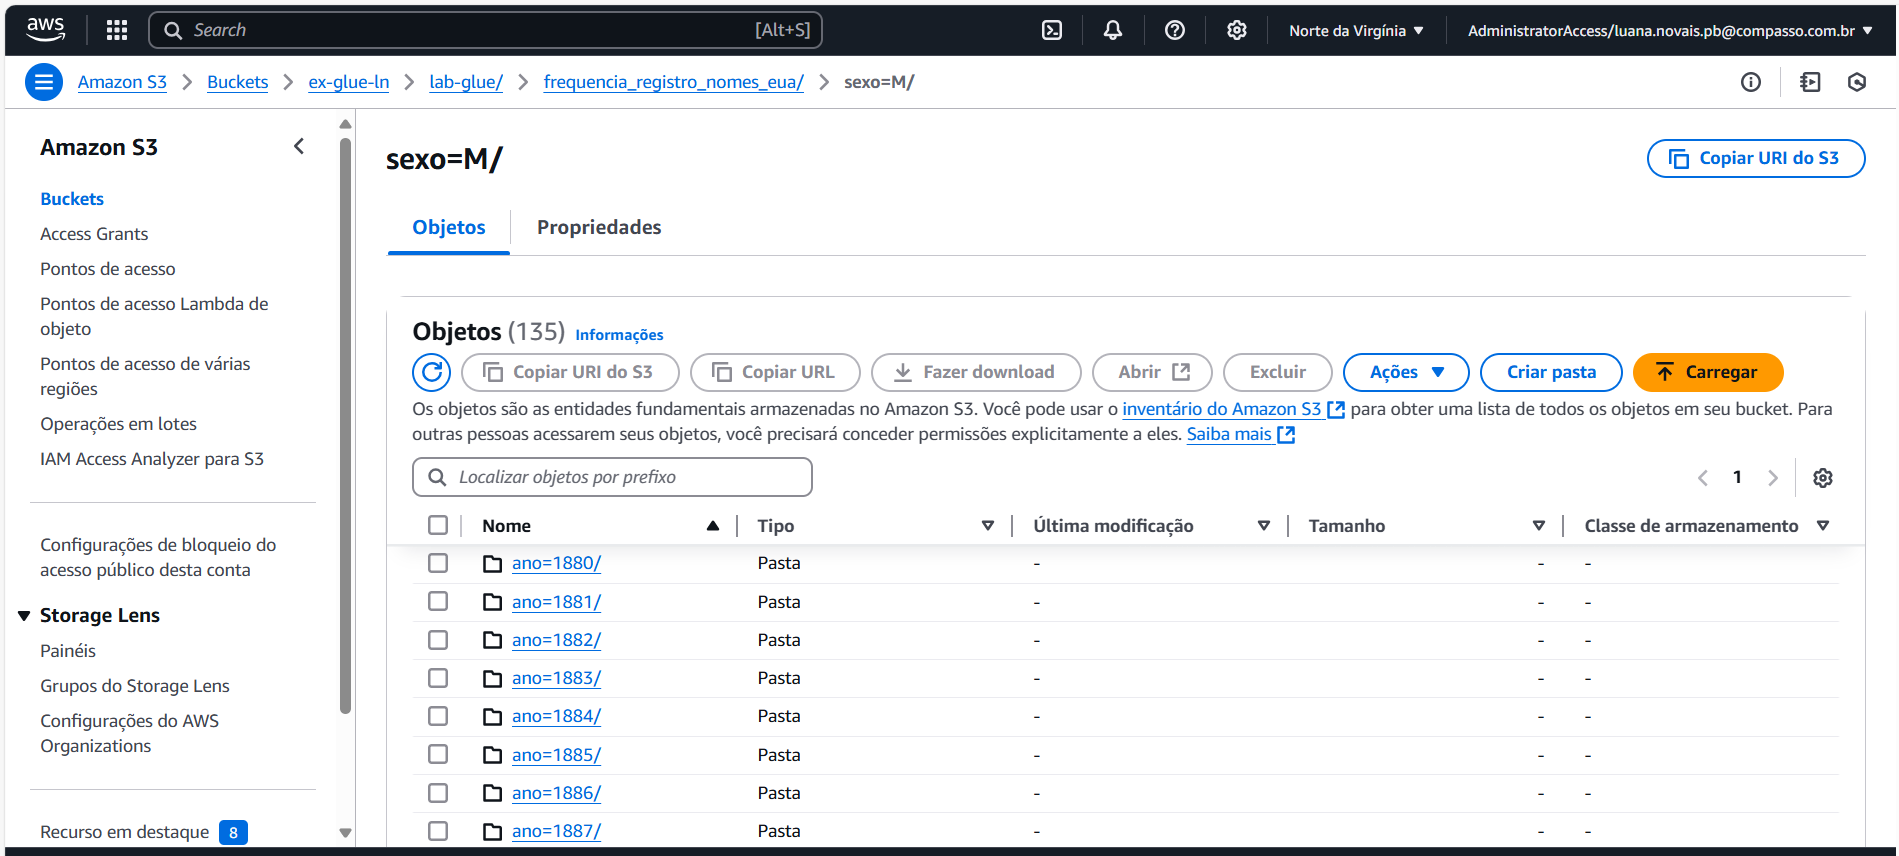 aws
Search [Alt+S]
Norte da Virgínia
AdministratorAccess/luana.novais.pb@compasso.com.br
Amazon S3 > Buckets > ex-glue-ln > lab-glue/ > frequencia_registro_nomes_eua/ > sexo=M/
Amazon S3
Buckets
Access Grants
Pontos de acesso
Pontos de acesso Lambda de
objeto
Pontos de acesso de várias
regiões
Operações em lotes
IAM Access Analyzer para S3
Configurações de bloqueio do
acesso público desta conta
Storage Lens
Painéis
Grupos do Storage Lens
Configurações do AWS
Organizations
Recurso em destaque 8
sexo=M/
Copiar URI do S3
Objetos
Propriedades
Objetos (135) Informações
Copiar URI do S3
Copiar URL
Fazer download
Abrir
Excluir
Ações
Criar pasta
Carregar
Os objetos são as entidades fundamentais armazenadas no Amazon S3. Você pode usar o inventário do Amazon S3 para obter uma lista de todos os objetos em seu bucket. Para
outras pessoas acessarem seus objetos, você precisará conceder permissões explicitamente a eles. Saiba mais
Localizar objetos por prefixo
1
Nome Tipo Última modificação Tamanho Classe de armazenamento
ano=1880/ Pasta - - -
ano=1881/ Pasta - - -
ano=1882/ Pasta - - -
ano=1883/ Pasta - - -
ano=1884/ Pasta - - -
ano=1885/ Pasta - - -
ano=1886/ Pasta - - -
ano=1887/ Pasta - - -